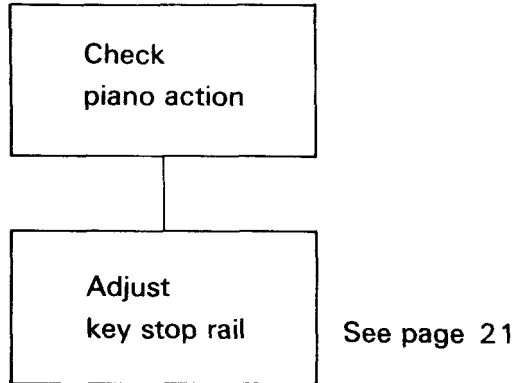 Check
piano action
Adjust
key stop rail
See page 21